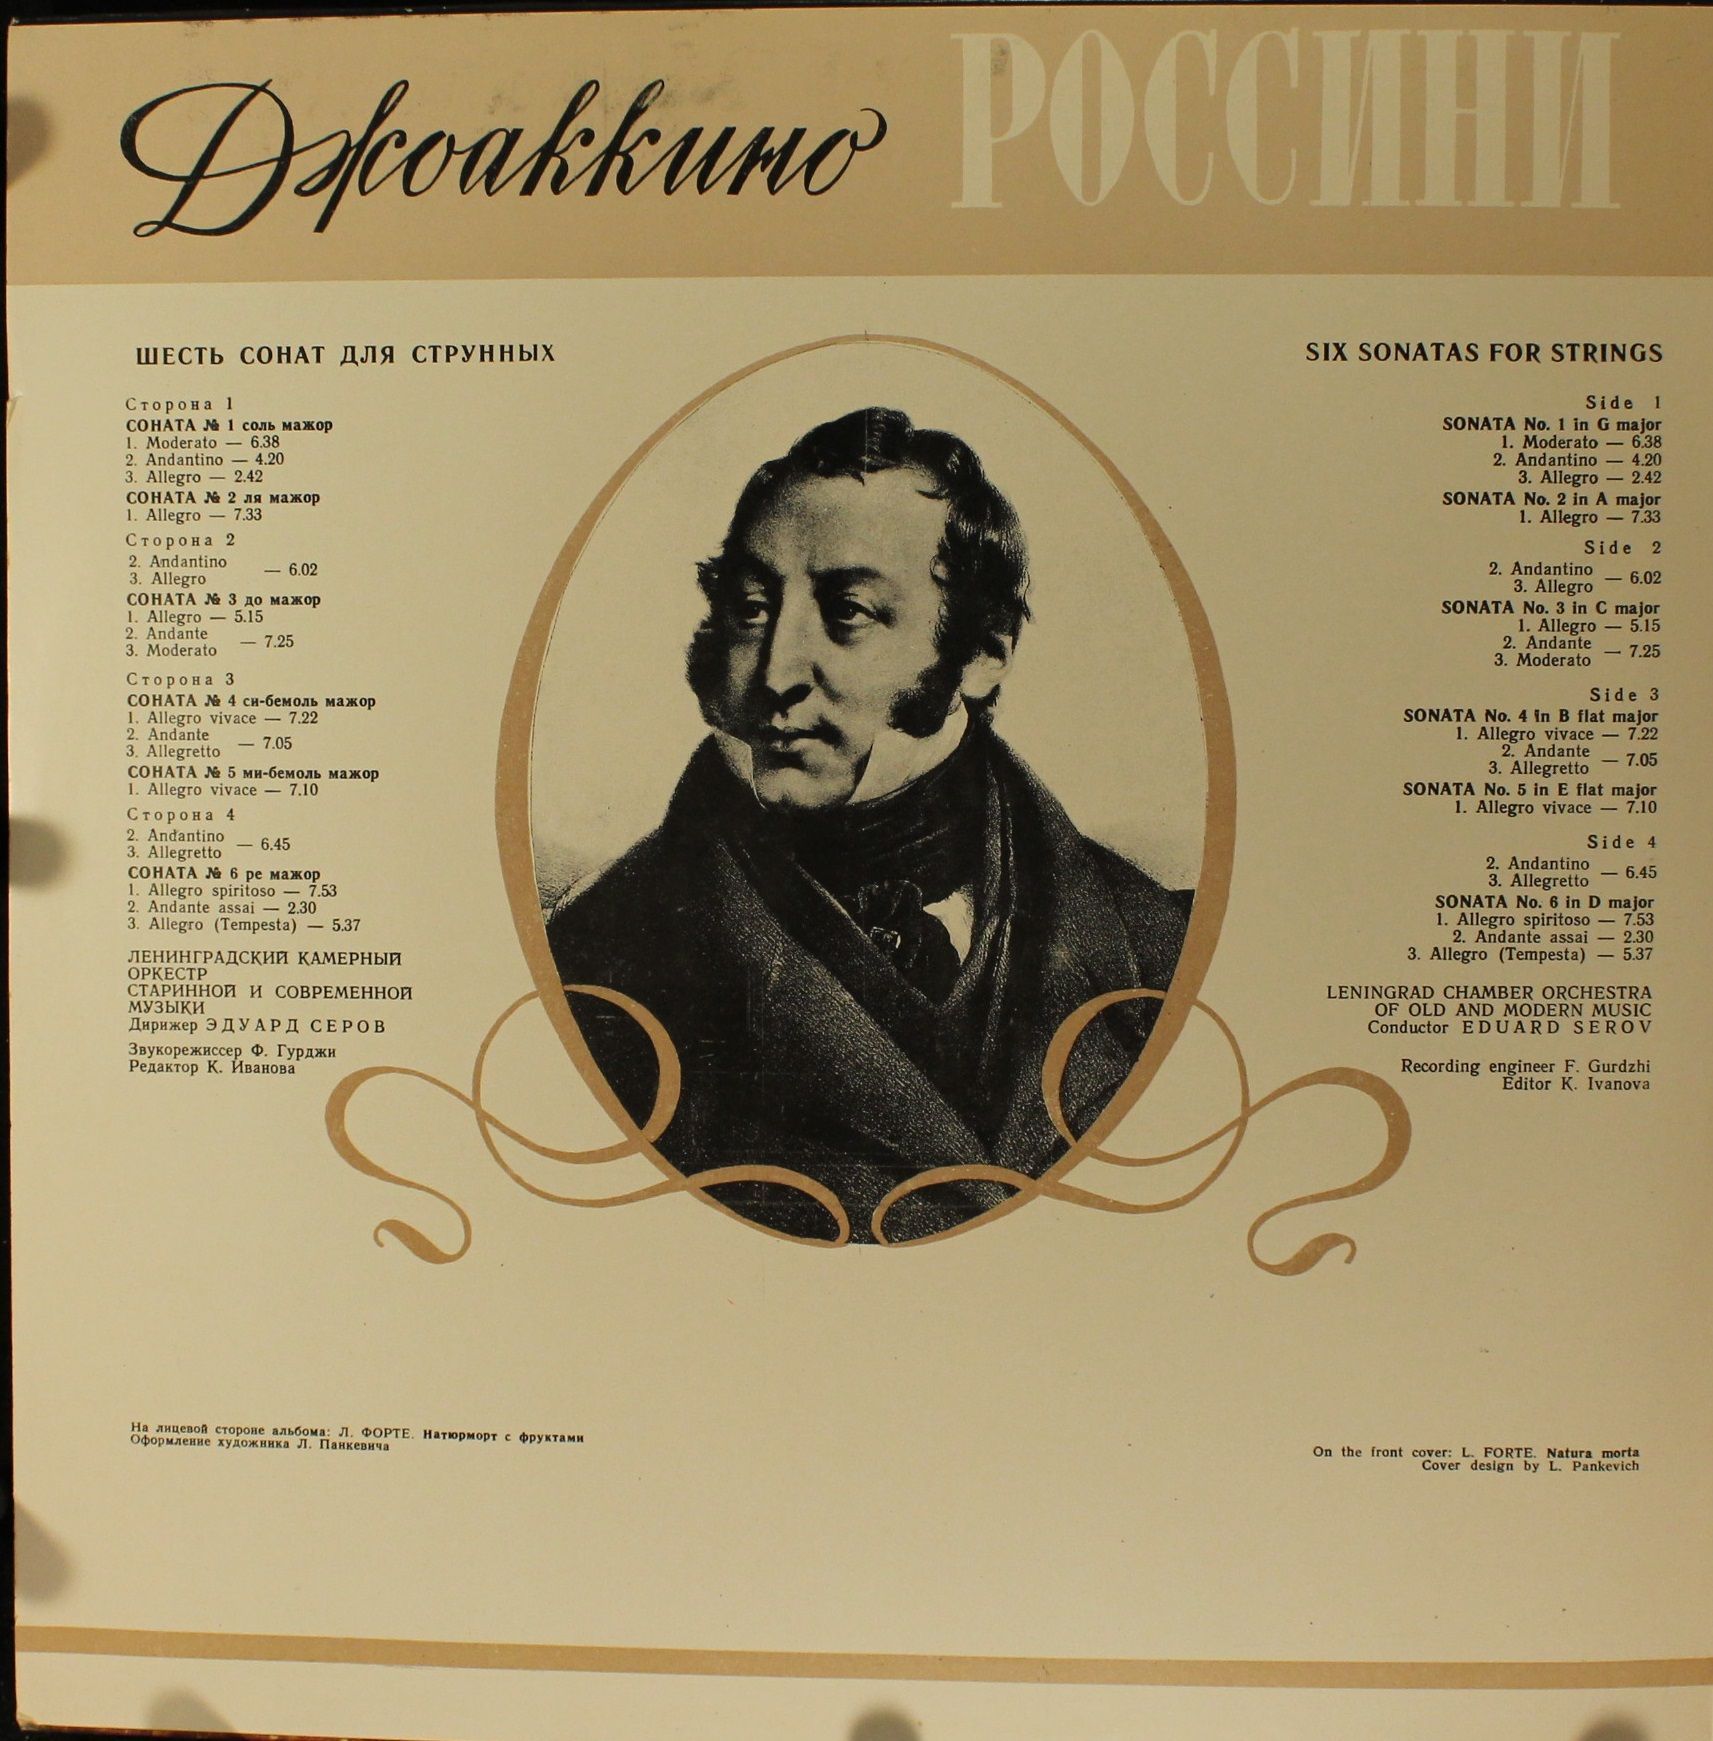 Джоаккино РОССИНИ
ШЕСТЬ СОНАТ ДЛЯ СТРУННЫХ
Сторона 1
СОНАТА № 1 соль мажор
1. Moderato — 6.38
2. Andantino — 4.20
3. Allegro — 2.42
СОНАТА № 2 ля мажор
1. Allegro — 7.33
Сторона 2
2. Andantino
3. Allegro — 6.02
СОНАТА № 3 до мажор
1. Allegro — 5.15
2. Andante
3. Moderato — 7.25
Сторона 3
СОНАТА № 4 си-бемоль мажор
1. Allegro vivace — 7.22
2. Andante
3. Allegretto — 7.05
СОНАТА № 5 ми-бемоль мажор
1. Allegro vivace — 7.10
Сторона 4
2. Andantino
3. Allegretto — 6.45
СОНАТА № 6 ре мажор
1. Allegro spiritoso — 7.53
2. Andante assai — 2.30
3. Allegro (Tempesta) — 5.37
ЛЕНИНГРАДСКИЙ КАМЕРНЫЙ
ОРКЕСТР
СТАРИННОЙ И СОВРЕМЕННОЙ
МУЗЫКИ
Дирижер ЭДУАРД СЕРОВ
Звукорежиссер Ф. Гурджи
Редактор К. Иванова
SIX SONATAS FOR STRINGS
Side 1
SONATA No. 1 in G major
1. Moderato — 6.38
2. Andantino — 4.20
3. Allegro — 2.42
SONATA No. 2 in A major
1. Allegro — 7.33
Side 2
2. Andantino
3. Allegro — 6.02
SONATA No. 3 in C major
1. Allegro — 5.15
2. Andante
3. Moderato — 7.25
Side 3
SONATA No. 4 in B flat major
1. Allegro vivace — 7.22
2. Andante
3. Allegretto — 7.05
SONATA No. 5 in E flat major
1. Allegro vivace — 7.10
Side 4
2. Andantino
3. Allegretto — 6.45
SONATA No. 6 in D major
1. Allegro spiritoso — 7.53
2. Andante assai — 2.30
3. Allegro (Tempesta) — 5.37
LENINGRAD CHAMBER ORCHESTRA
OF OLD AND MODERN MUSIC
Conductor EDUARD SEROV
Recording engineer F. Gurdzhi
Editor K. Ivanova
На лицевой стороне альбома: Л. ФОРТЕ. Натюрморт с фруктами
Оформление художника Л. Панкевича
On the front cover: L. FORTE. Natura morta
Cover design by L. Pankevich